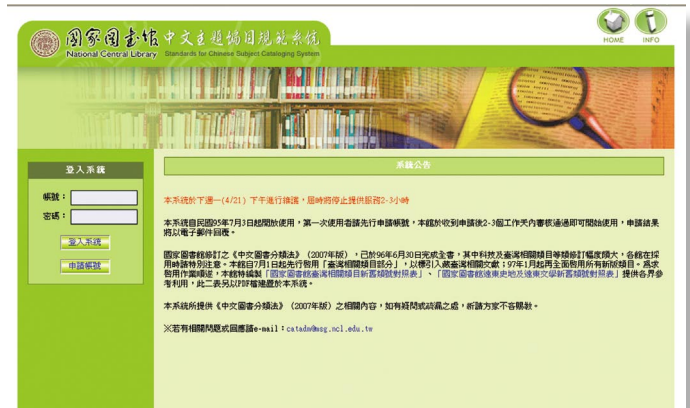 國家圖書館 中文主題編目規範系統
National Central Library Standards for Chinese Subject Cataloging System
HOME INFO
登入系統
帳號：
密碼：
登入系統
申請帳號
系統公告
本系統於下週一(4/21) 下午進行維護，屆時將停止提供服務2-3小時
本系統自民國95年7月3日起開放使用，第一次使用者請先行申請帳號，本館於收到申請後2-3個工作天內審核通過即可開始使用，申請結果
將以電子郵件回覆。
國家圖書館修訂之《中文圖書分類法》（2007年版），已於96年6月30日完成全書，其中科技及臺灣相關類目等類修訂幅度頗大，各館在採
用時請特別注意。本館自7月1日起先行啓用「臺灣相關類目部分」，以標引入藏臺灣相關文獻；97年1月起再全面啓用所有新版類目。爲求
啓用作業順遂，本館特編製「國家圖書館臺灣相關類目新舊類號對照表」、「國家圖書館遠東史地及遠東文學新舊類號對照表」提供各界參
考利用，此二表另以PDF檔建置於本系統。
本系統所提供《中文圖書分類法》（2007年版）之相關內容，如有疑問或疏漏之處，祈請方家不吝賜教。
※若有相關問題或回應請e-mail：catadm@msg.ncl.edu.tw